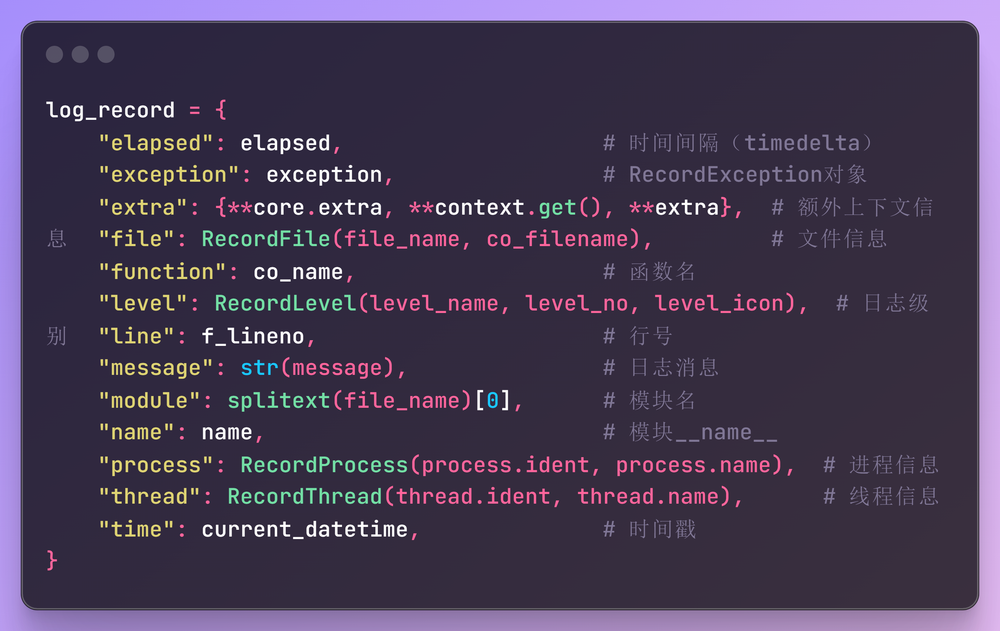 log_record = {
    "elapsed": elapsed,                    # 时间间隔（timedelta）
    "exception": exception,                # RecordException对象
    "extra": {**core.extra, **context.get(), **extra},  # 额外上下文信
息  "file": RecordFile(file_name, co_filename),         # 文件信息
    "function": co_name,                   # 函数名
    "level": RecordLevel(level_name, level_no, level_icon),  # 日志级
别  "line": f_lineno,                      # 行号
    "message": str(message),               # 日志消息
    "module": splitext(file_name)[0],      # 模块名
    "name": name,                          # 模块__name__
    "process": RecordProcess(process.ident, process.name),  # 进程信息
    "thread": RecordThread(thread.ident, thread.name),      # 线程信息
    "time": current_datetime,              # 时间戳
}